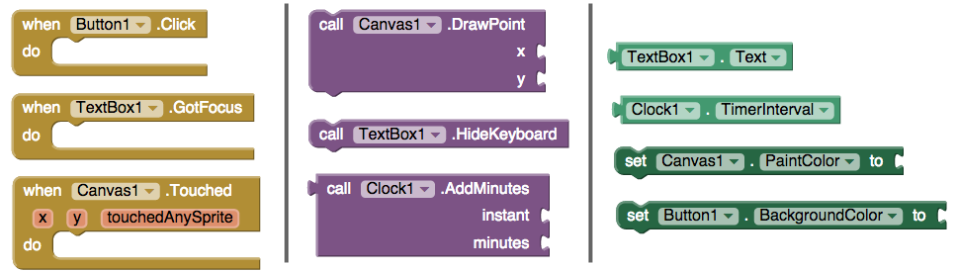 when Button1 .Click
do
when TextBox1 .GotFocus
do
when Canvas1 .Touched
x y touchedAnySprite
do
call Canvas1 .DrawPoint
x
y
call TextBox1 .HideKeyboard
call Clock1 .AddMinutes
instant
minutes
TextBox1 . Text
Clock1 . TimerInterval
set Canvas1 . PaintColor to
set Button1 . BackgroundColor to